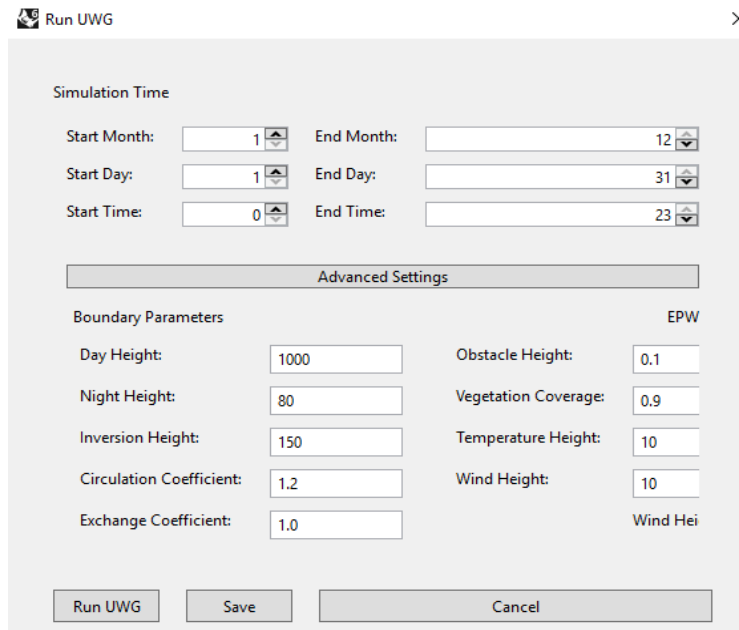 Run UWG
Simulation Time
Start Month: 1 End Month: 12
Start Day: 1 End Day: 31
Start Time: 0 End Time: 23
Advanced Settings
Boundary Parameters EPW
Day Height: 1000 Obstacle Height: 0.1
Night Height: 80 Vegetation Coverage: 0.9
Inversion Height: 150 Temperature Height: 10
Circulation Coefficient: 1.2 Wind Height: 10
Exchange Coefficient: 1.0 Wind Hei
Run UWG Save Cancel